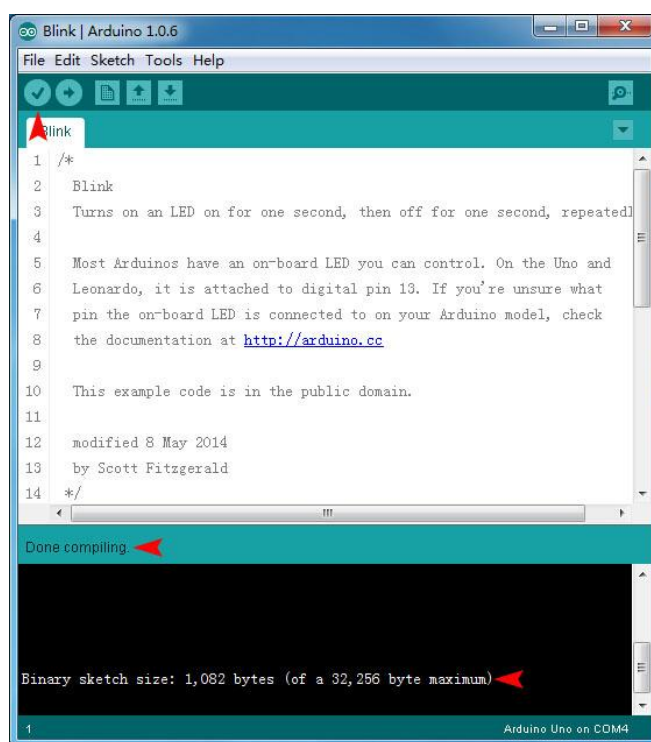 Blink | Arduino 1.0.6
File Edit Sketch Tools Help
Blink
1 /*
2 Blink
3 Turns on an LED on for one second, then off for one second, repeatedl
4
5 Most Arduinos have an on-board LED you can control. On the Uno and
6 Leonardo, it is attached to digital pin 13. If you're unsure what
7 pin the on-board LED is connected to on your Arduino model, check
8 the documentation at http://arduino.cc
9
10 This example code is in the public domain.
11
12 modified 8 May 2014
13 by Scott Fitzgerald
14 */
Done compiling.
Binary sketch size: 1,082 bytes (of a 32,256 byte maximum)
1 Arduino Uno on COM4